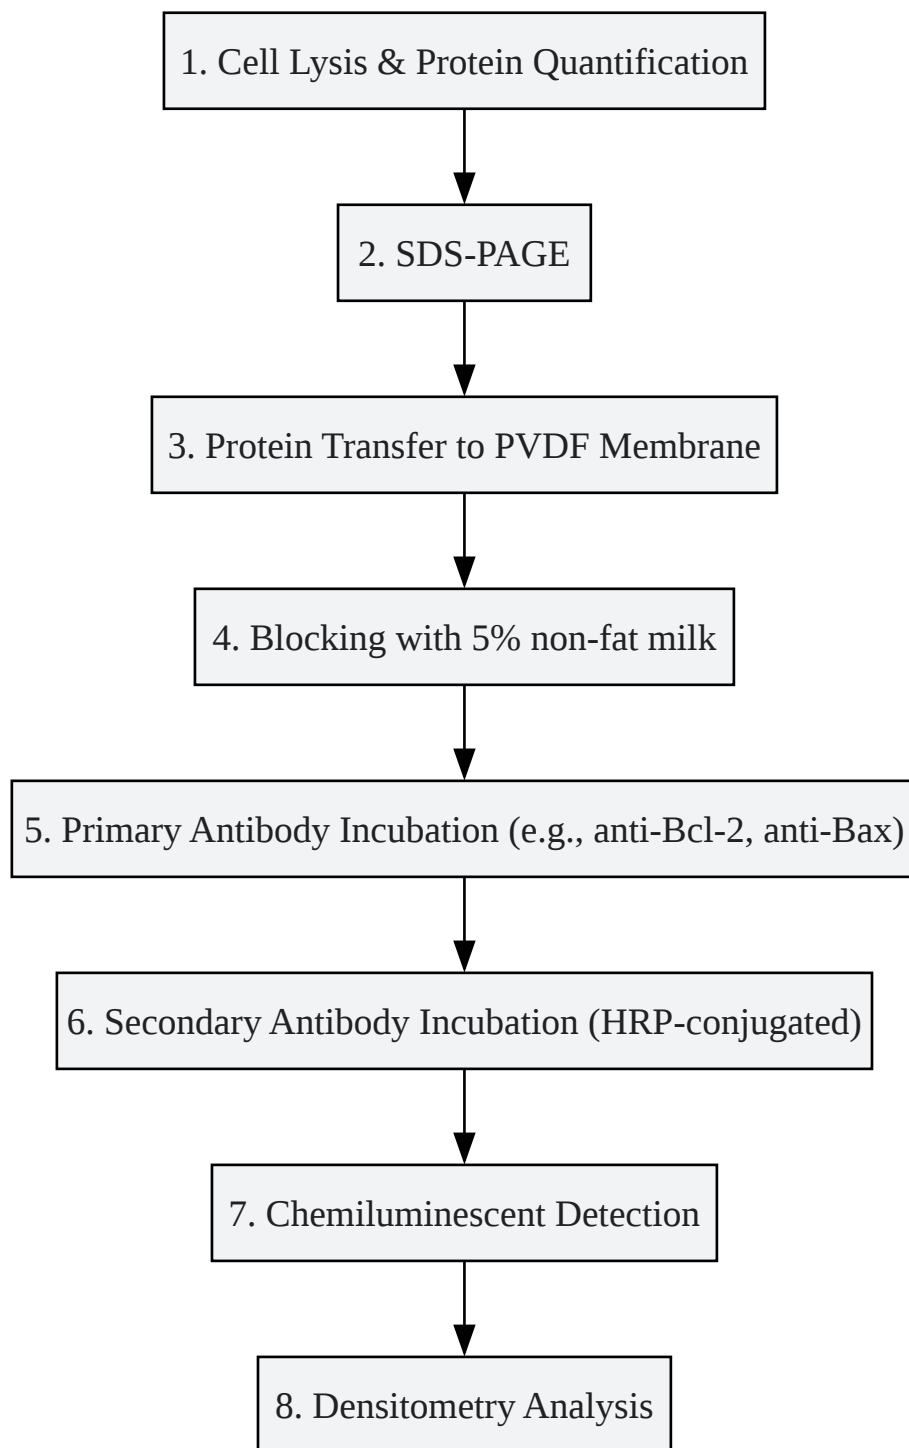 1. Cell Lysis & Protein Quantification
2. SDS-PAGE
3. Protein Transfer to PVDF Membrane
4. Blocking with 5% non-fat milk
5. Primary Antibody Incubation (e.g., anti-Bcl-2, anti-Bax)
6. Secondary Antibody Incubation (HRP-conjugated)
7. Chemiluminescent Detection
8. Densitometry Analysis